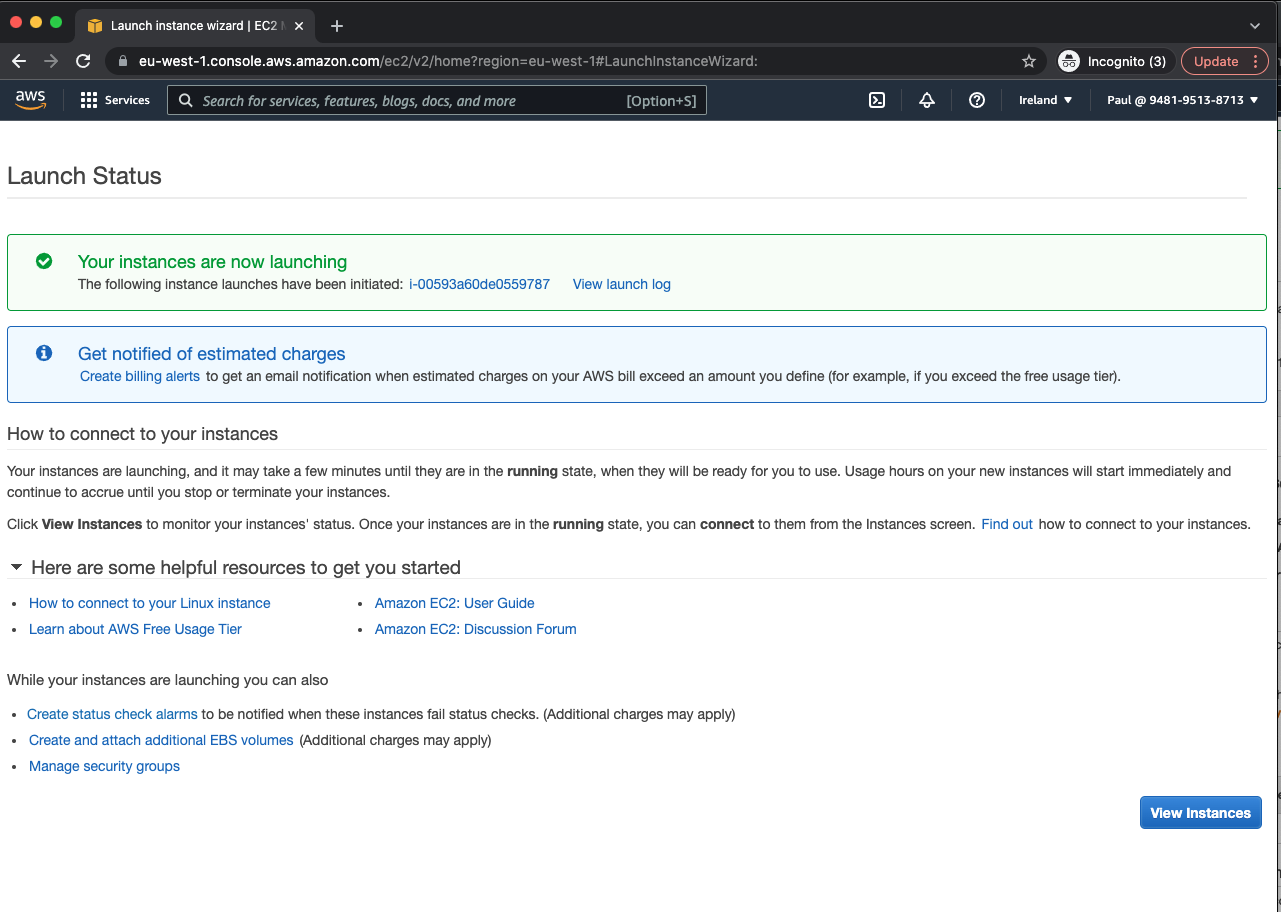 Launch instance wizard | EC2 M
eu-west-1.console.aws.amazon.com/ec2/v2/home?region=eu-west-1#LaunchInstanceWizard:
Incognito (3)
Update
aws
Services
Search for services, features, blogs, docs, and more
[Option+S]
Ireland
Paul @ 9481-9513-8713
Launch Status
Your instances are now launching
The following instance launches have been initiated: i-00593a60de0559787 View launch log
Get notified of estimated charges
Create billing alerts to get an email notification when estimated charges on your AWS bill exceed an amount you define (for example, if you exceed the free usage tier).
How to connect to your instances
Your instances are launching, and it may take a few minutes until they are in the running state, when they will be ready for you to use. Usage hours on your new instances will start immediately and
continue to accrue until you stop or terminate your instances.
Click View Instances to monitor your instances' status. Once your instances are in the running state, you can connect to them from the Instances screen. Find out how to connect to your instances.
Here are some helpful resources to get you started
• How to connect to your Linux instance
• Amazon EC2: User Guide
• Learn about AWS Free Usage Tier
• Amazon EC2: Discussion Forum
While your instances are launching you can also
• Create status check alarms to be notified when these instances fail status checks. (Additional charges may apply)
• Create and attach additional EBS volumes (Additional charges may apply)
• Manage security groups
View Instances